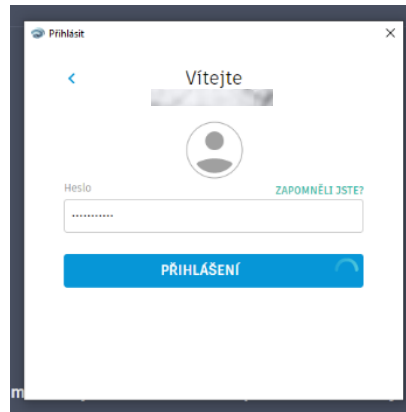 Přihlásit
Vítejte
Heslo
ZAPOMNĚLI JSTE?
PŘIHLÁŠENÍ